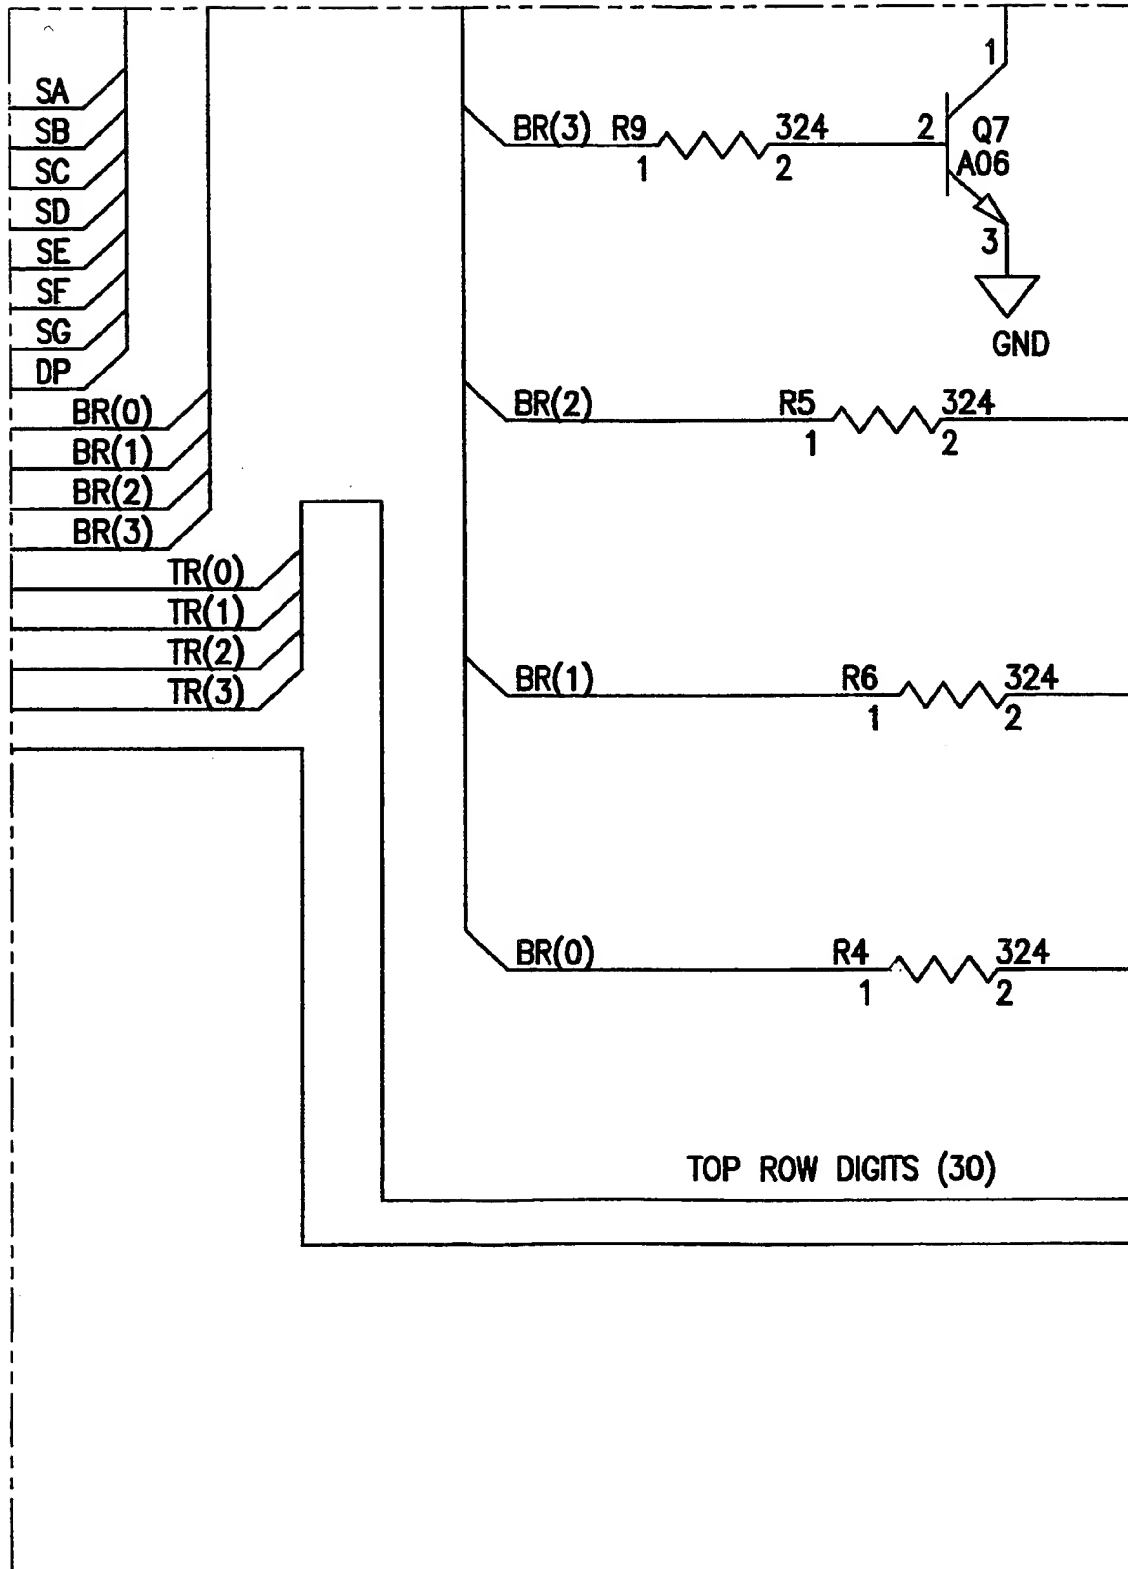 SA
SB
SC
SD
SE
SF
SG
DP
BR(0)
BR(1)
BR(2)
BR(3)
TR(0)
TR(1)
TR(2)
TR(3)
1
BR(3) R9 324 2 Q7
1 2 A06
3
GND
BR(2) R5 324
1 2
BR(1) R6 324
1 2
BR(0) R4 324
1 2
TOP ROW DIGITS (30)